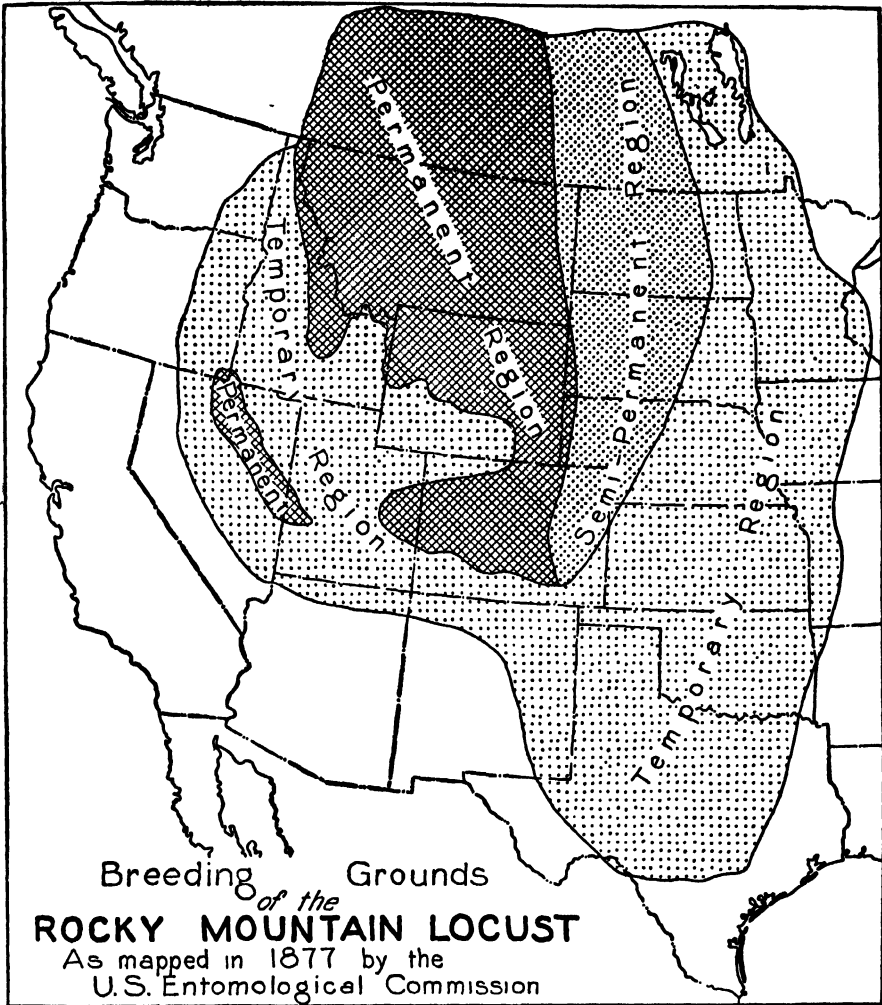 Permanent
Region
Semi-Permanent Region
Temporary
Region
Permanent
Temporary Region
Breeding Grounds
of the
ROCKY MOUNTAIN LOCUST
As mapped in 1877 by the
U.S. Entomological Commission